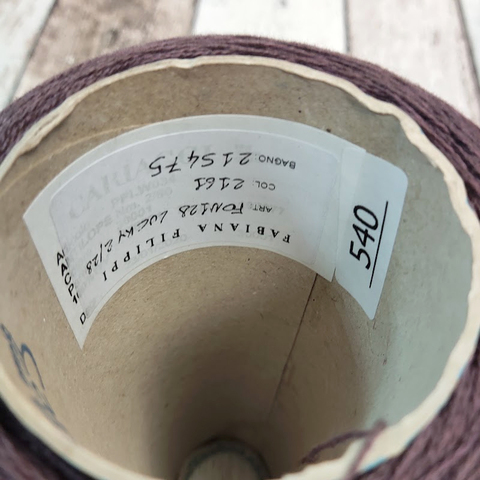 FABIANA FILIPPI
ART: FON128 LUCKY 2/28
COL: 2161
BAGNO: 215475
540